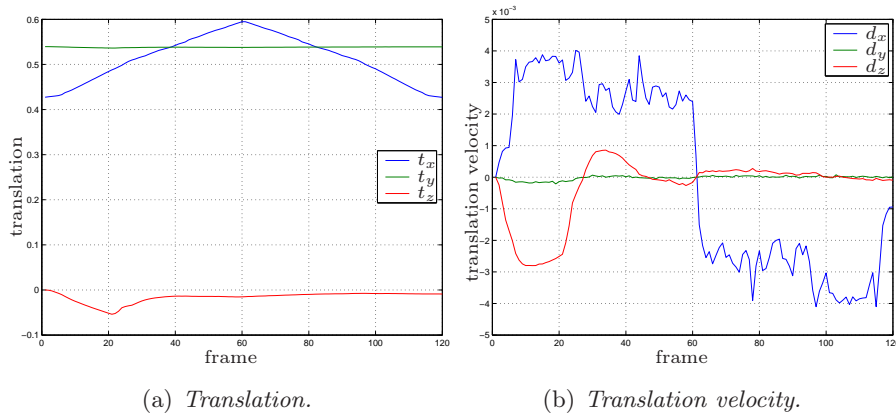 0.6
0.5
0.4
0.3
0.2
0.1
0
−0.1
translation
t_x
t_y
t_z
0 20 40 60 80 100 120
frame
(a) Translation.
x 10^−3
5
4
3
2
1
0
−1
−2
−3
−4
−5
translation velocity
d_x
d_y
d_z
0 20 40 60 80 100 120
frame
(b) Translation velocity.